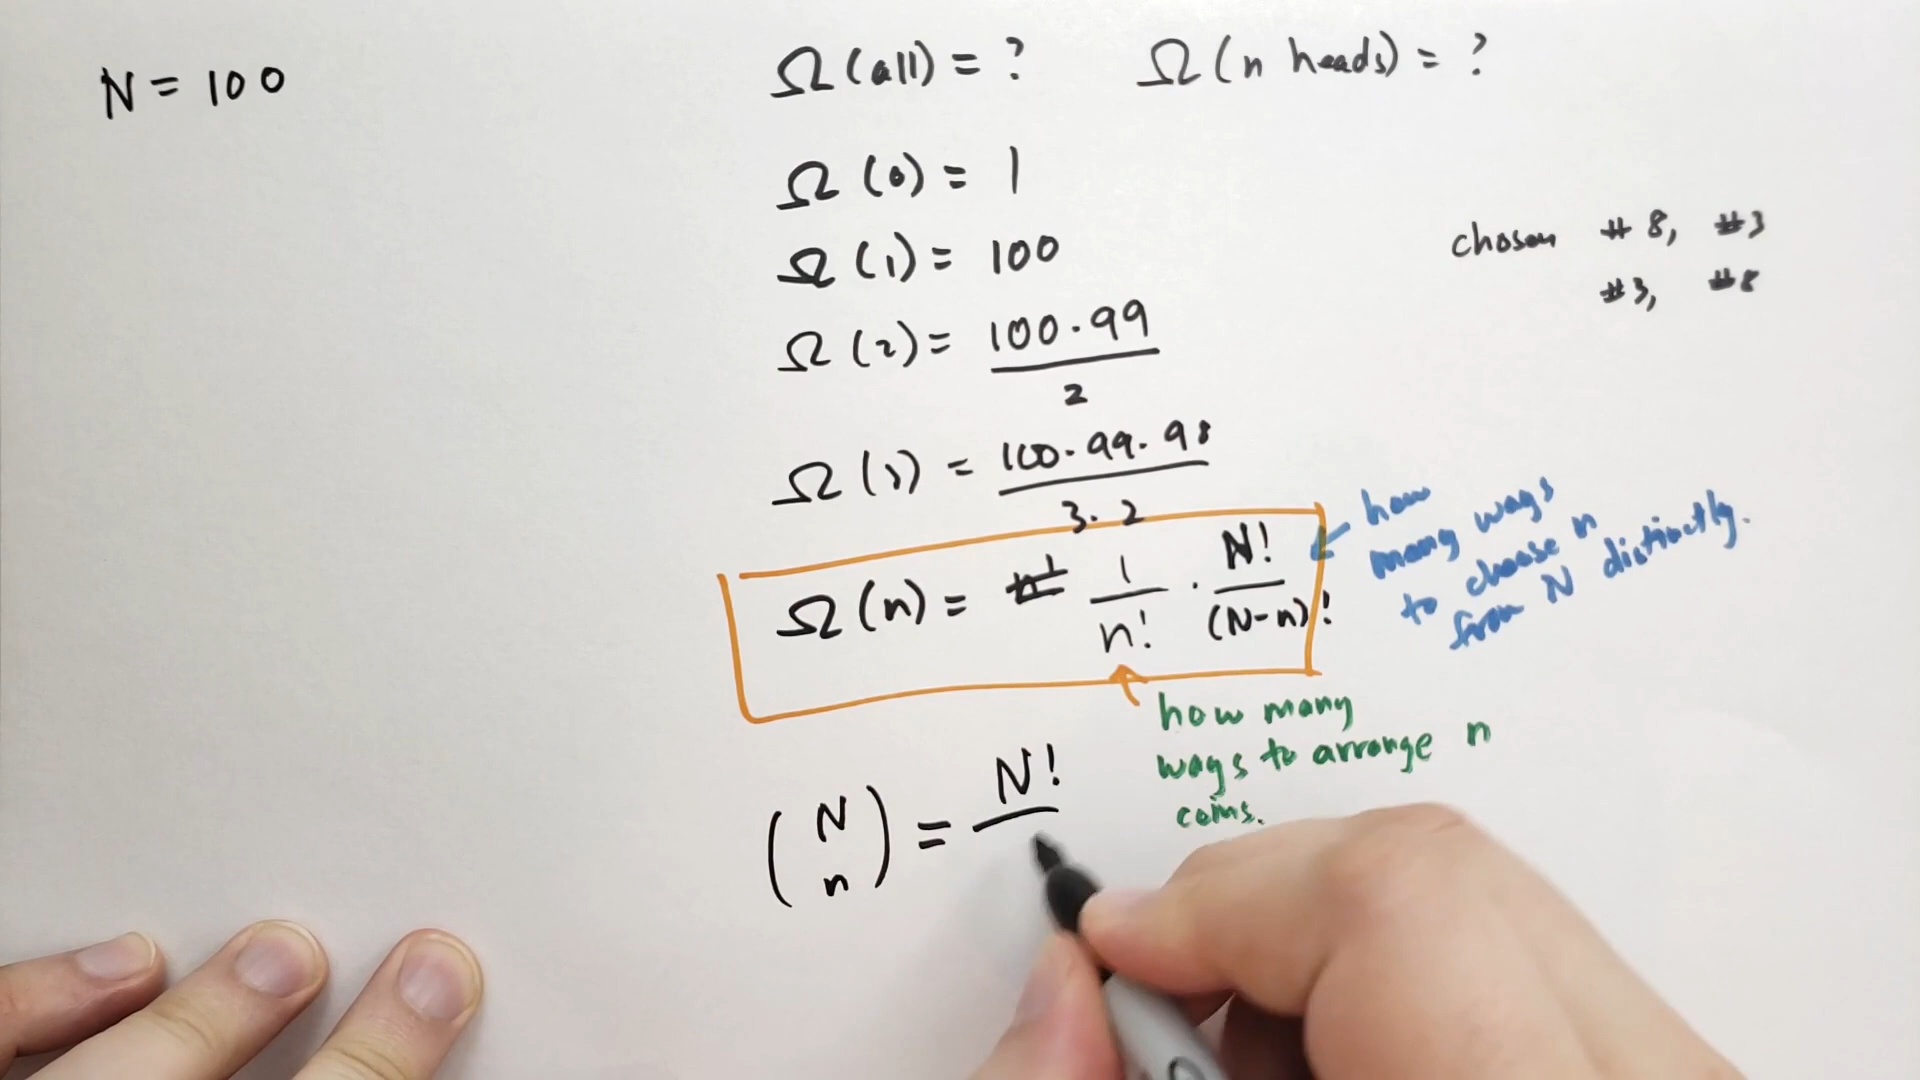 N = 100
Ω(all) = ? Ω(n heads) = ?
Ω(0) = 1
Ω(1) = 100
chosen #8, #3
#3, #8
Ω(2) = 100·99 / 2
Ω(3) = 100·99·98 / 3·2
Ω(n) = 1/n! · N!/(N-n)!
how
many ways
to choose n
from N distinctly.
how many
ways to arrange n
coins.
(N n) = N!